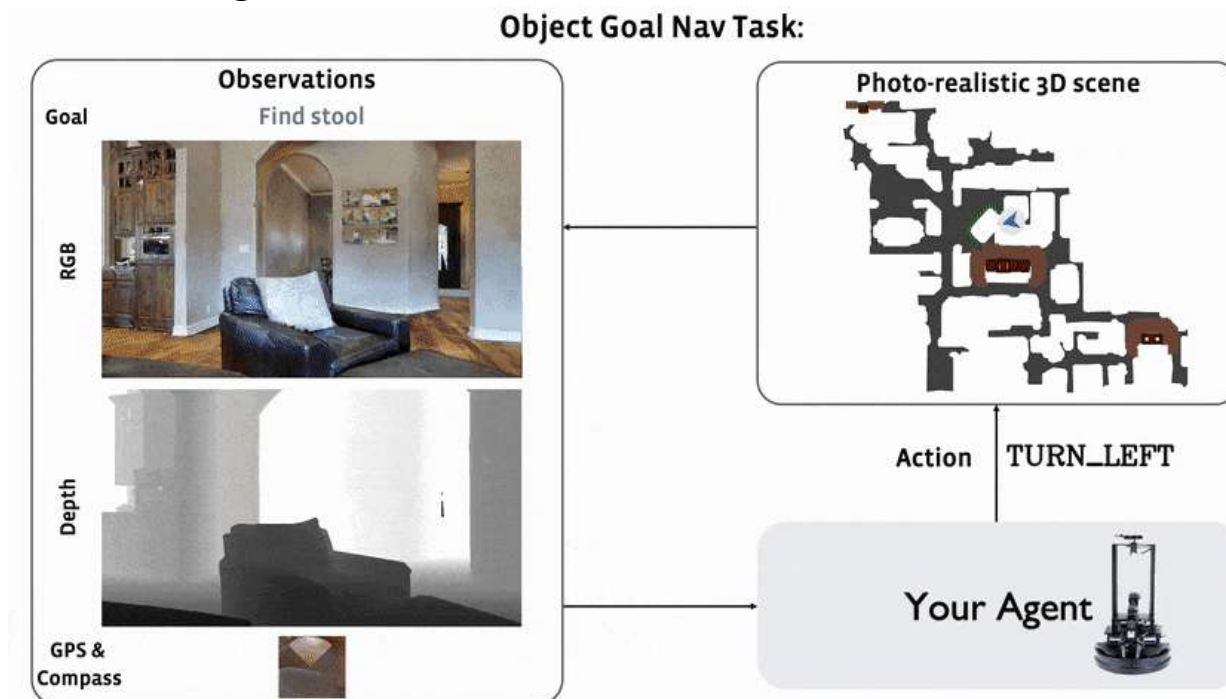 Object Goal Nav Task:
Observations
Goal
Find stool
RGB
Depth
GPS &
Compass
Photo-realistic 3D scene
Action
TURN_LEFT
Your Agent